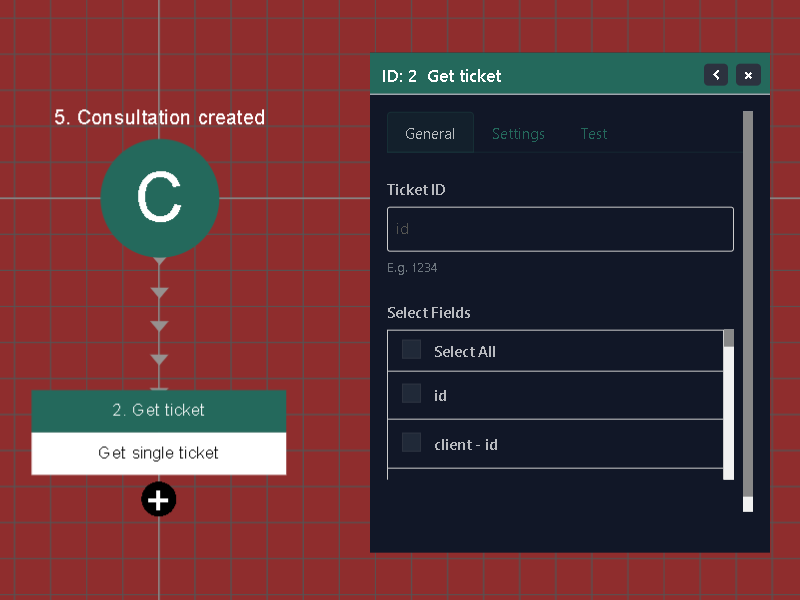 5. Consultation created
C
2. Get ticket
Get single ticket
ID: 2 Get ticket
General
Settings
Test
Ticket ID
id
E.g. 1234
Select Fields
Select All
id
client - id